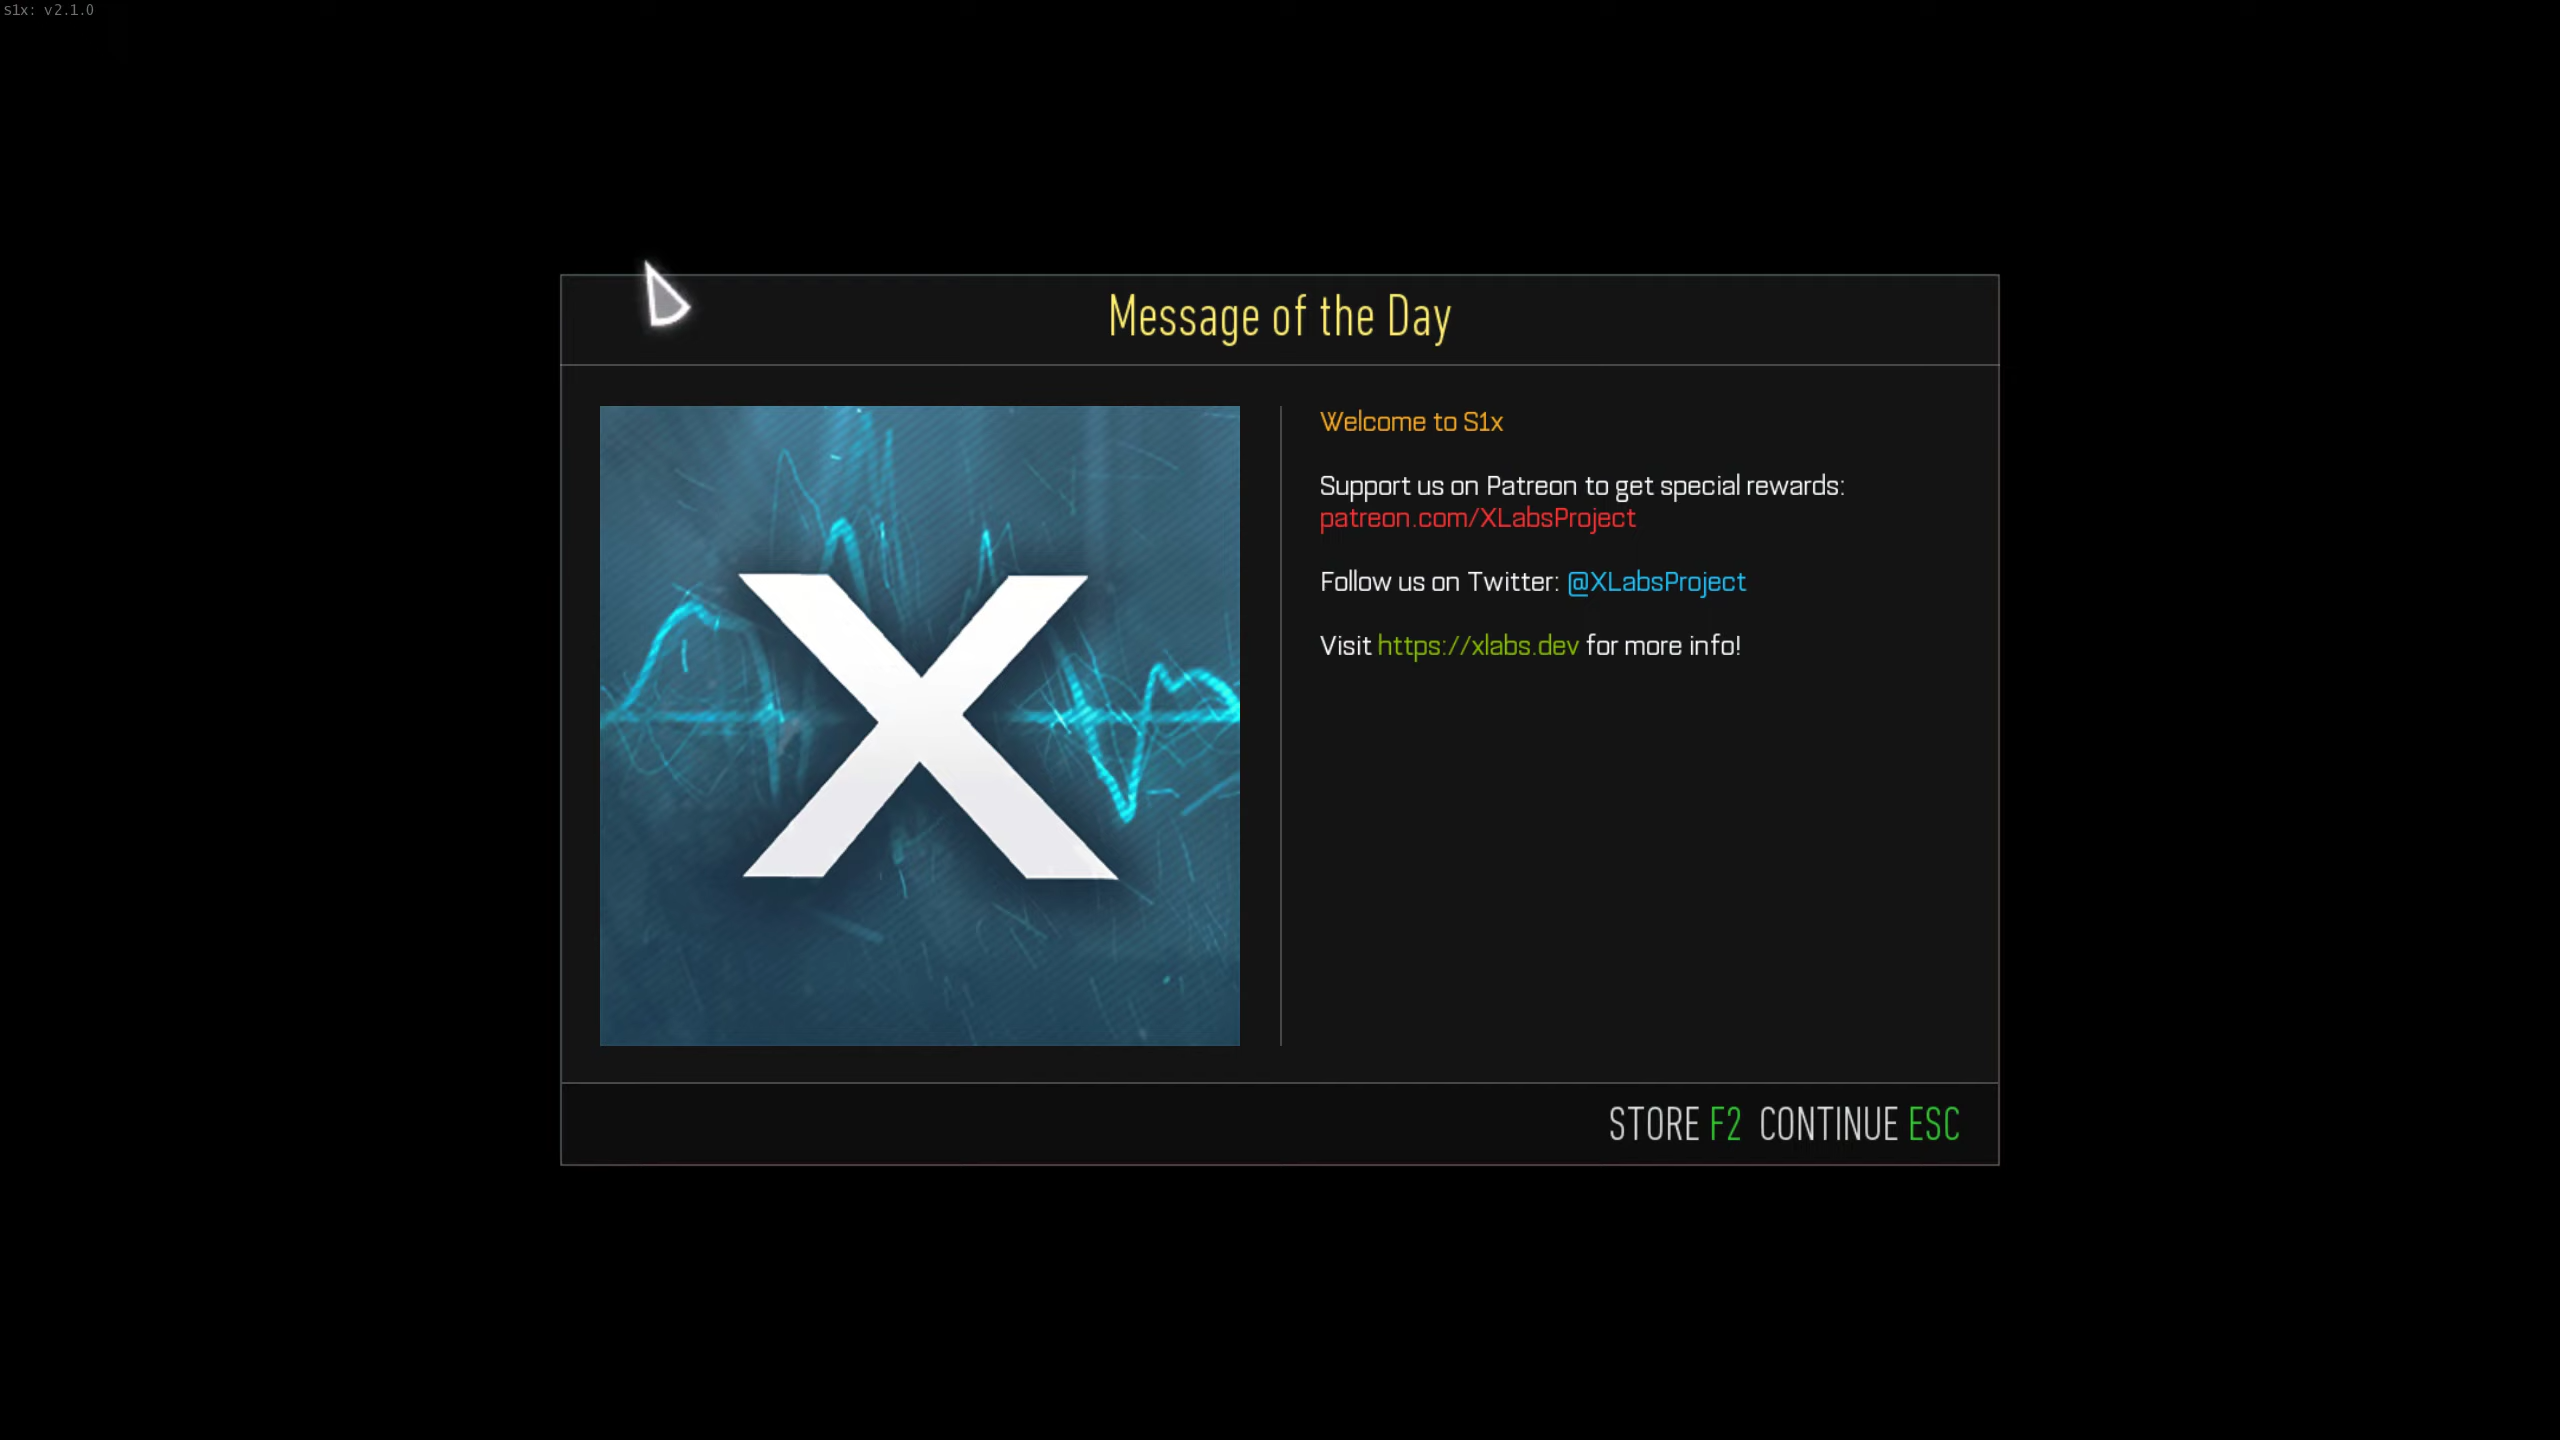 s1x: v2.1.0
Message of the Day
X
Welcome to S1x
Support us on Patreon to get special rewards:
patreon.com/XLabsProject
Follow us on Twitter: @XLabsProject
Visit https://xlabs.dev for more info!
STORE F2 CONTINUE ESC